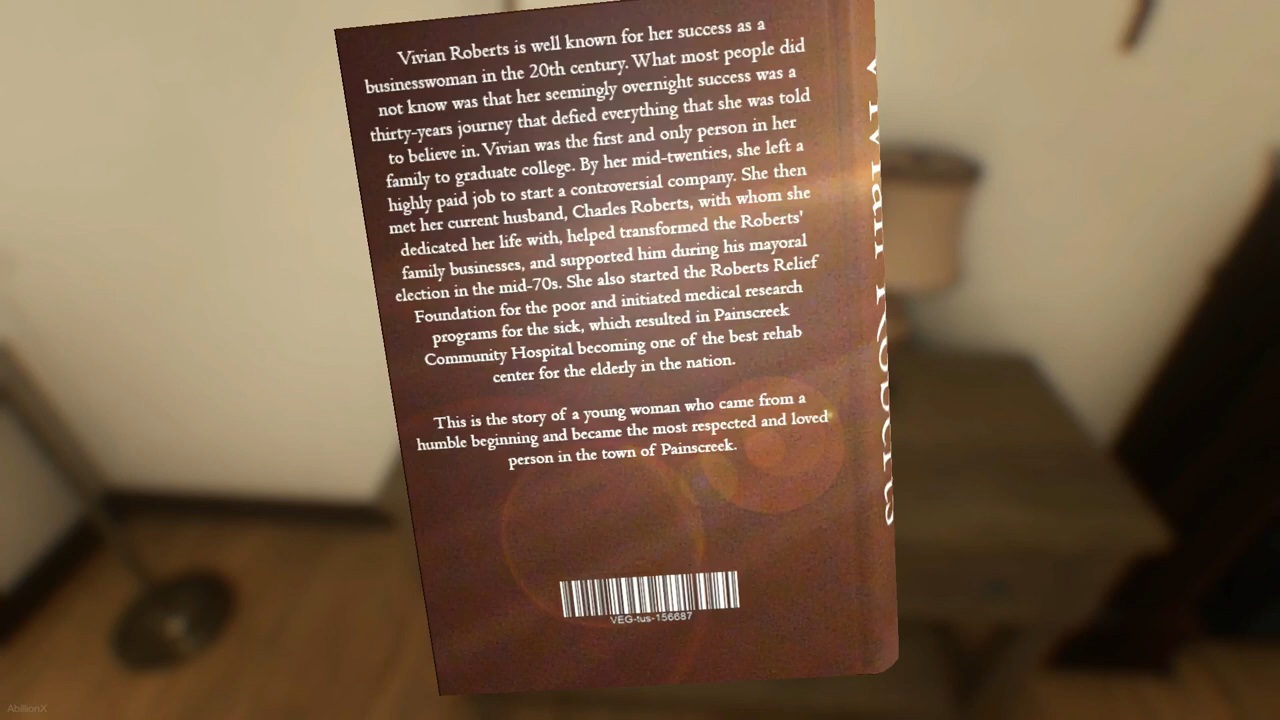 Vivian Roberts is well known for her success as a
businesswoman in the 20th century. What most people did
not know was that her seemingly overnight success was a
thirty-years journey that defied everything that she was told
to believe in. Vivian was the first and only person in her
family to graduate college. By her mid-twenties, she left a
highly paid job to start a controversial company. She then
met her current husband, Charles Roberts, with whom she
dedicated her life with, helped transformed the Roberts'
family businesses, and supported him during his mayoral
election in the mid-70s. She also started the Roberts Relief
Foundation for the poor and initiated medical research
programs for the sick, which resulted in Painscreek
Community Hospital becoming one of the best rehab
center for the elderly in the nation.
This is the story of a young woman who came from a
humble beginning and became the most respected and loved
person in the town of Painscreek.
VEG-tus-156687
Vivian Roberts
AbillionX